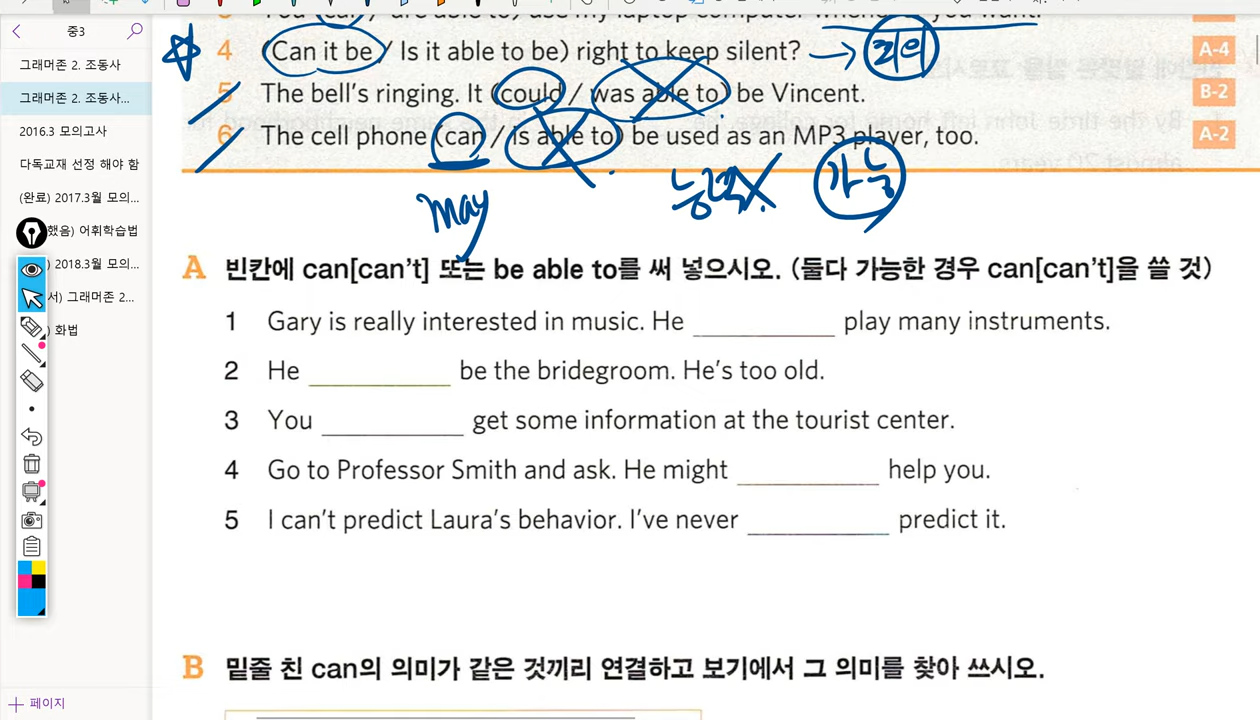 중3
그래머존 2. 조동사
그래머존 2. 조동사...
2016.3 모의고사
다독교재 선정 해야 함
(완료) 2017.3월 모의...
했음) 어휘학습법
2018.3월 모의...
서) 그래머존 2...
화법
페이지
use my laptop computer
you want.
4 (Can it be / Is it able to be) right to keep silent? → A-4
5 The bell's ringing. It (could / was able to) be Vincent. B-2
6 The cell phone (can / is able to) be used as an MP3 player, too. A-2
may 능력 가능
A 빈칸에 can[can't] 또는 be able to를 써 넣으시오. (둘다 가능한 경우 can[can't]을 쓸 것)
1 Gary is really interested in music. He ____________ play many instruments.
2 He ____________ be the bridegroom. He's too old.
3 You ____________ get some information at the tourist center.
4 Go to Professor Smith and ask. He might ____________ help you.
5 I can't predict Laura's behavior. I've never ____________ predict it.
B 밑줄 친 can의 의미가 같은 것끼리 연결하고 보기에서 그 의미를 찾아 쓰시오.